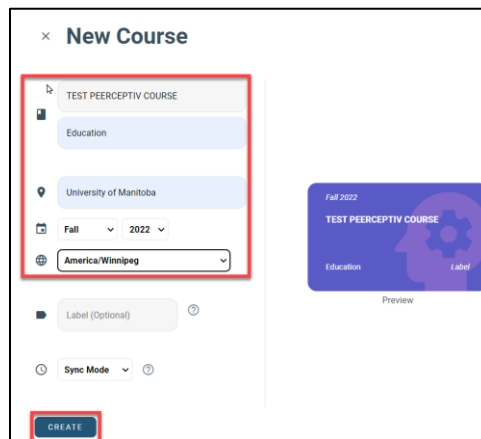 × New Course
TEST PEERCEPTIV COURSE
Education
University of Manitoba
Fall 2022
America/Winnipeg
Label (Optional)
Sync Mode
CREATE
Fall 2022
TEST PEERCEPTIV COURSE
Education Label
Preview